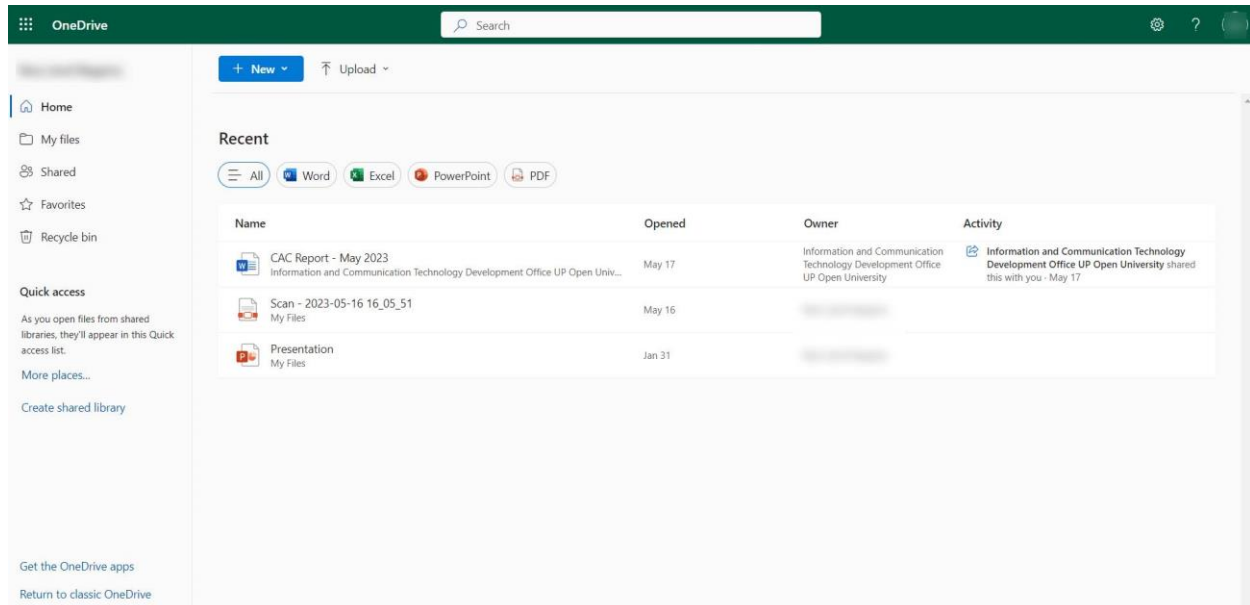 OneDrive
Search
?
+ New
Upload
Home
My files
Shared
Favorites
Recycle bin
Quick access
As you open files from shared
libraries, they'll appear in this Quick
access list.
More places...
Create shared library
Get the OneDrive apps
Return to classic OneDrive
Recent
All Word Excel PowerPoint PDF
Name Opened Owner Activity
CAC Report - May 2023
Information and Communication Technology Development Office UP Open Univ...
May 17
Information and Communication
Technology Development Office
UP Open University
Information and Communication Technology
Development Office UP Open University shared
this with you - May 17
Scan - 2023-05-16 16_05_51
My Files
May 16
Presentation
My Files
Jan 31